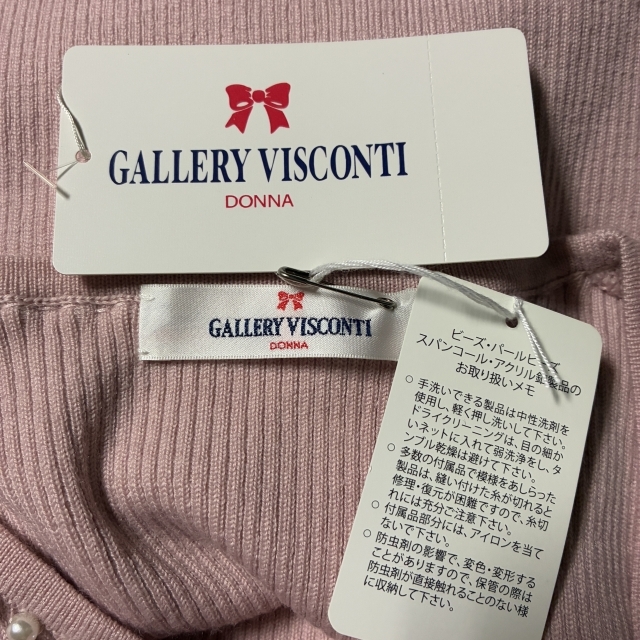 GALLERY VISCONTI
DONNA
GALLERY VISCONTI
DONNA
ビーズ・パールビーズ
スパンコール・アクリル鏡製品の
お取り扱いメモ
○ 手洗いできる製品は中性洗剤を
使用し、軽く押し洗いして下さい。
ドライクリーニングは、目の細か
いネットに入れて弱洗浄をし、タ
ンブル乾燥は避けて下さい。
○ 多数の付属品で模様をあしらった
製品は、縫い付けた糸が切れると
修理・復元が困難ですので、糸切
れには充分ご注意下さい。
○ 付属品部分には、アイロンを当て
ないで下さい。
○ 防虫剤の影響で、変色・変形する
ことがありますので、保管の際は
防虫剤が直接触れることのない様
に収納して下さい。